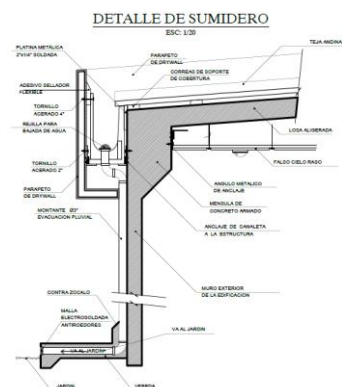 DETALLE DE SUMIDERO
ESC: 1/20
PLATINA METÁLICA
2"x1/4" SOLDADA
PARAPETO
DE DRYWALL
TEJA ANDINA
CORREAS DE SOPORTE
DE COBERTURA
ADESIVO SELLADOR
FLEXIBLE
TORNILLO
ACERADO 4"
REJILLA PARA
BAJADA DE AGUA
LOSA ALIGERADA
FALSO CIELO RASO
TORNILLO
ACERADO 2"
ANGULO METALICO
DE ANCLAJE
PARAPETO
DE DRYWALL
MENSULA DE
CONCRETO ARMADO
MONTANTE Ø3"
EVACUACION PLUVIAL
ANCLAJE DE CANALETA
A LA ESTRUCTURA
CONTRA ZOCALO
MURO EXTERIOR
DE LA EDIFICACION
MALLA
ELECTROSOLDADA
ANTIROEDORES
VA AL JARDIN
VA AL JARDIN
JARDIN
VEREDA